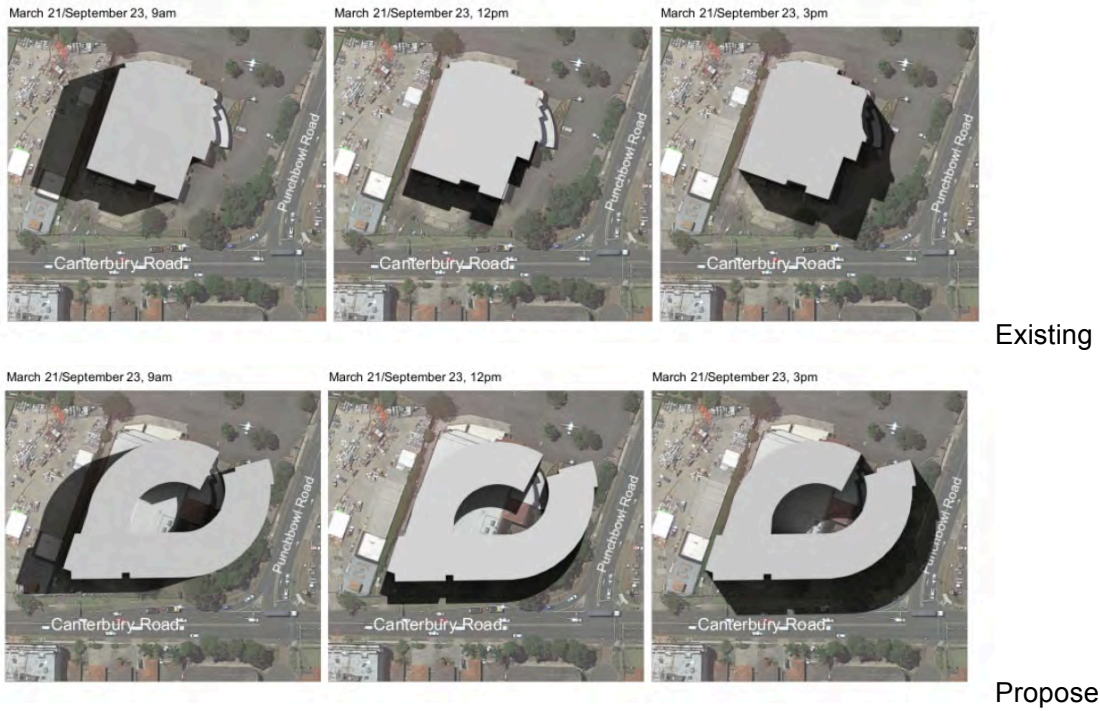 March 21/September 23, 9am
March 21/September 23, 12pm
March 21/September 23, 3pm
Punchbowl Road
Punchbowl Road
Punchbowl Road
Canterbury Road
Canterbury Road
Canterbury Road
Existing
March 21/September 23, 9am
March 21/September 23, 12pm
March 21/September 23, 3pm
Punchbowl Road
Punchbowl Road
Punchbowl Road
Canterbury Road
Canterbury Road
Canterbury Road
Propose